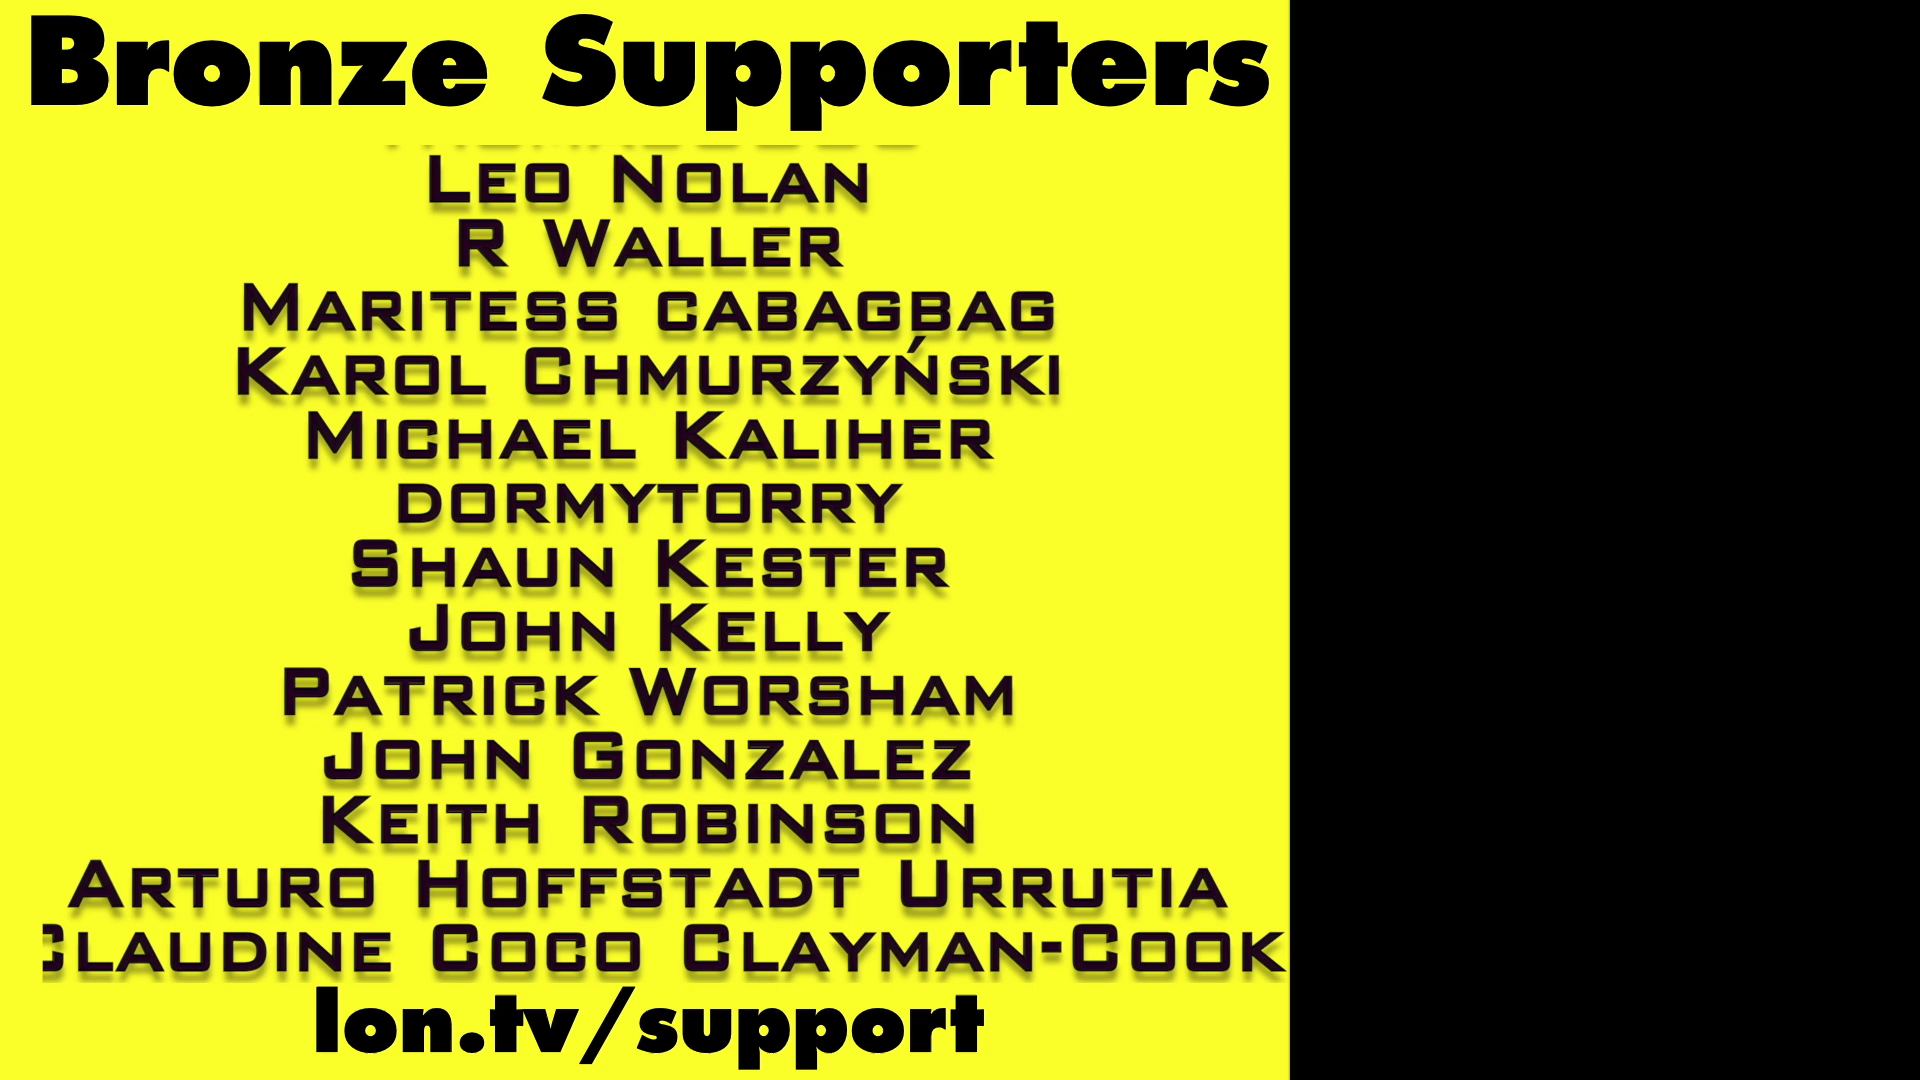 Bronze Supporters
Leo Nolan
R Waller
Maritess cabagbag
Karol Chmurzyński
Michael Kaliher
dormytorry
Shaun Kester
John Kelly
Patrick Worsham
John Gonzalez
Keith Robinson
Arturo Hoffstadt Urrutia
Claudine Coco Clayman-Cook
lon.tv/support